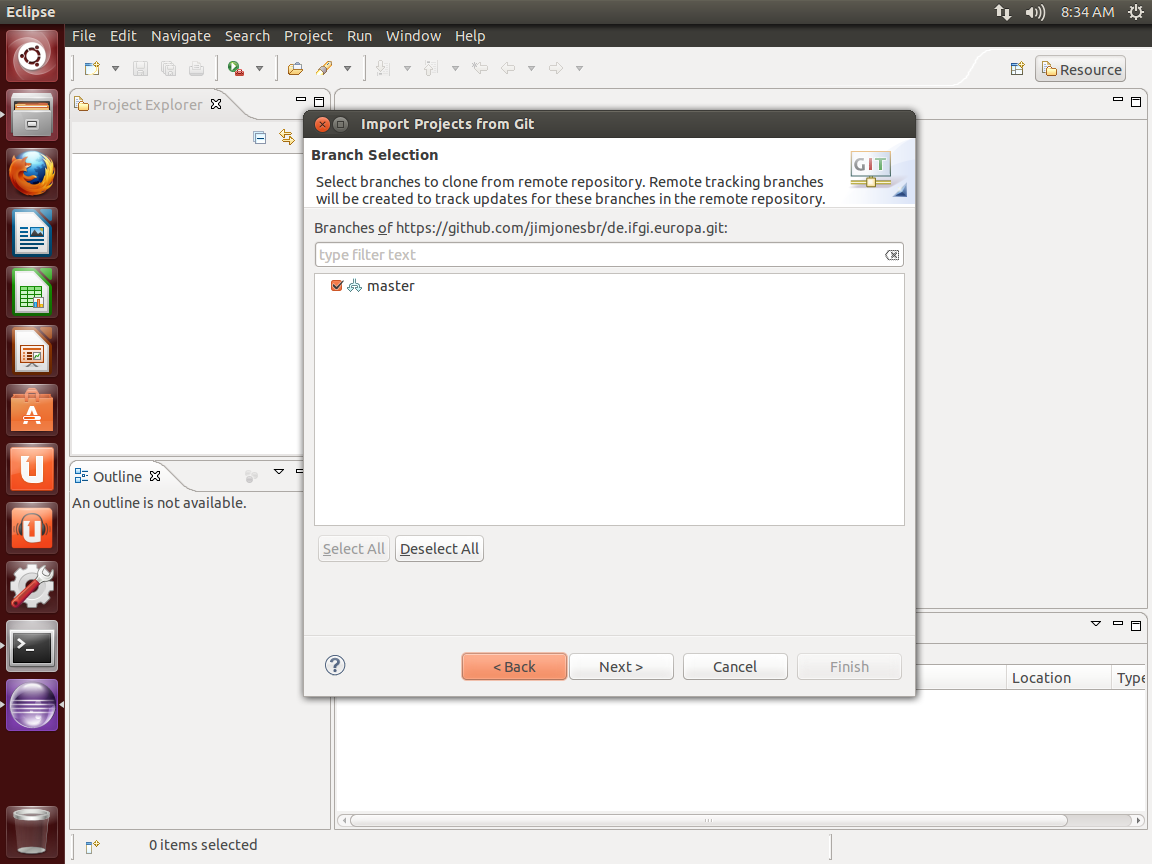 Eclipse
8:34 AM
File Edit Navigate Search Project Run Window Help
Resource
Project Explorer
Import Projects from Git
Branch Selection
GIT
Select branches to clone from remote repository. Remote tracking branches
will be created to track updates for these branches in the remote repository.
Branches of https://github.com/jimjonesbr/de.ifgi.europa.git:
type filter text
master
Outline
An outline is not available.
Select All Deselect All
< Back Next > Cancel Finish
Location Type
0 items selected